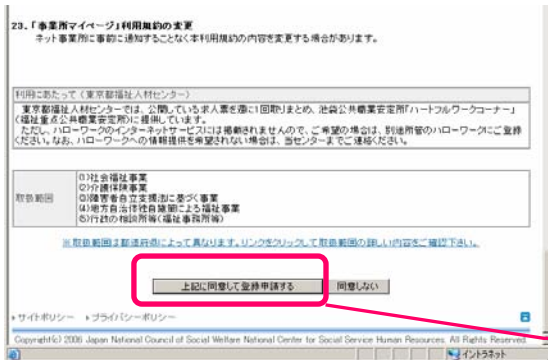 23.「事業所マイページ」利用規約の変更
ネット事業所に事前に通知することなく本利用規約の内容を変更する場合があります。
利用にあたって(東京都福祉人材センター)
東京都福祉人材センターでは、公開している求人票を週に1回取りまとめ、池袋公共職業安定所「ハートフルワークコーナー」
(福祉重点公共職業安定所)に提供しています。
ただし、ハローワークのインターネットサービスには掲載されませんので、ご希望の場合は、別途所管のハローワークにご登録
ください。なお、ハローワークへの情報提供を希望されない場合は、当センターまでご連絡ください。
取扱範囲
(1)社会福祉事業
(2)介護保険事業
(3)障害者自立支援法に基づく事業
(4)地方自治体独自施策による福祉事業
(5)行政の相談所等(福祉事務所等)
※取扱範囲は都道府県によって異なります。リンクをクリックして取扱範囲の詳しい内容をご確認下さい。
上記に同意して登録申請する 同意しない
サイトポリシー プライバシーポリシー
Copyright(c) 2006 Japan National Council of Social Welfare National Center for Social Service Human Resources. All Rights Reserved.
イントラネット